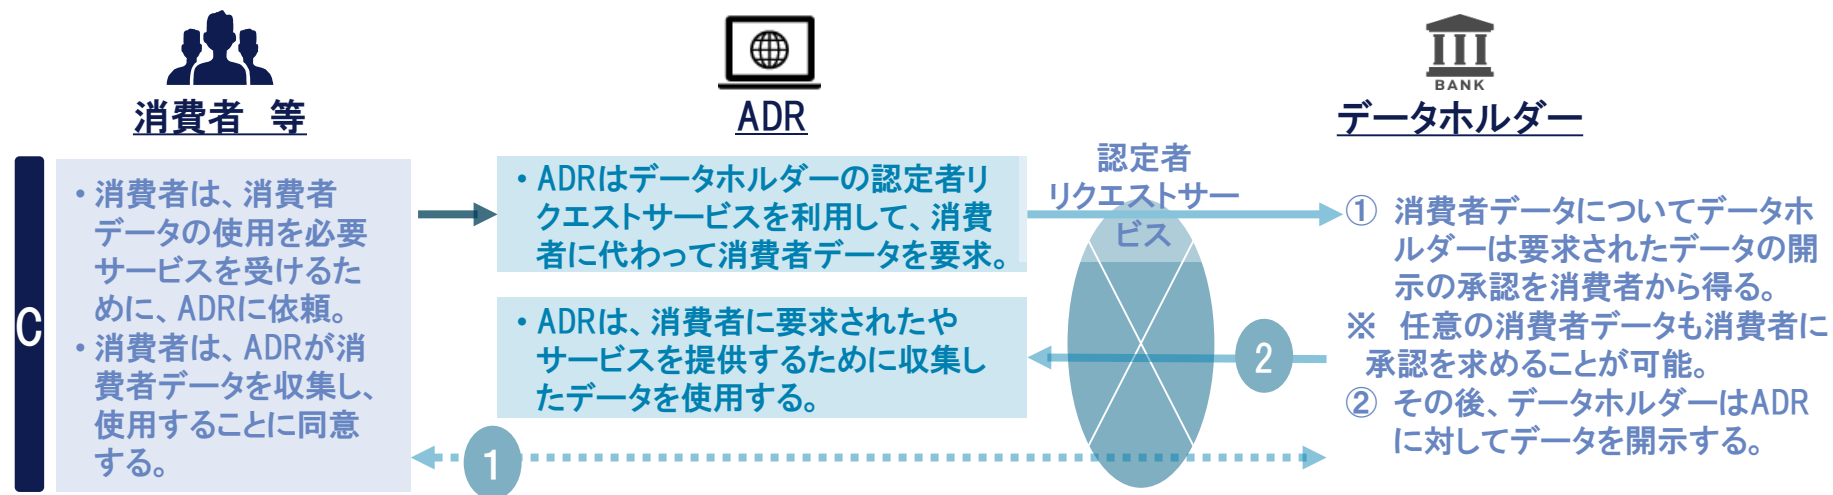 消費者　等
ADR
BANK
データホルダー
C
・消費者は、消費者
データの使用を必要
サービスを受けるた
めに、ADRに依頼。
・消費者は、ADRが消
費者データを収集し、
使用することに同意
する。
・ADRはデータホルダーの認定者リ
クエストサービスを利用して、消費
者に代わって消費者データを要求。
・ADRは、消費者に要求されたや
サービスを提供するために収集し
たデータを使用する。
認定者
リクエストサー
ビス
① 消費者データについてデータホ
ルダーは要求されたデータの開
示の承認を消費者から得る。
※　任意の消費者データも消費者に
承認を求めることが可能。
② その後、データホルダーはADR
に対してデータを開示する。
2
1